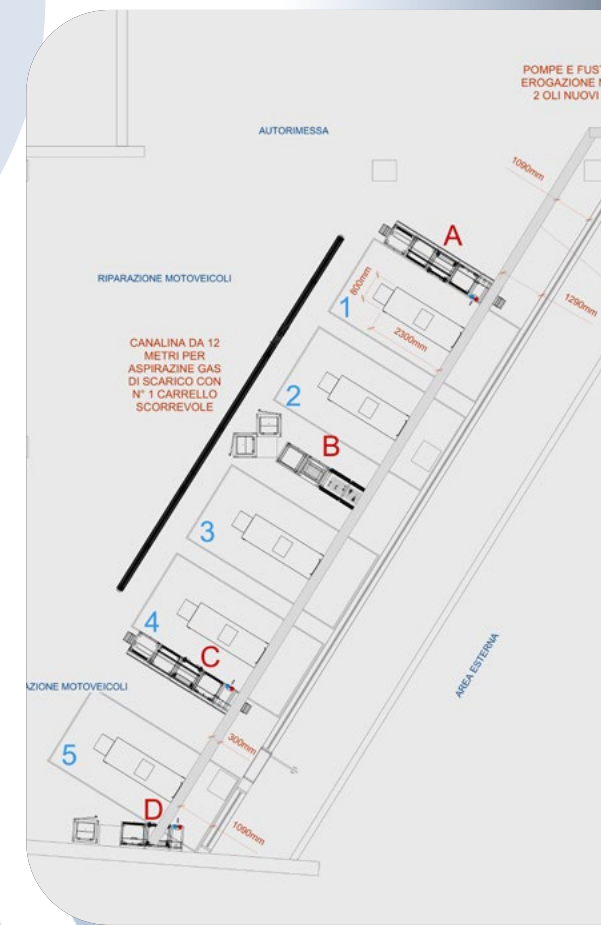 POMPE E FUST
EROGAZIONE
2 OLI NUOVI
AUTORIMESSA
1090mm
A
RIPARAZIONE MOTOVEICOLI
800mm
1
1290mm
2300mm
CANALINA DA 12
METRI PER
ASPIRAZINE GAS
DI SCARICO CON
N° 1 CARRELLO
SCORREVOLE
2
B
3
4
C
AREA ESTERNA
AZIONE MOTOVEICOLI
5
300mm
D
1090mm